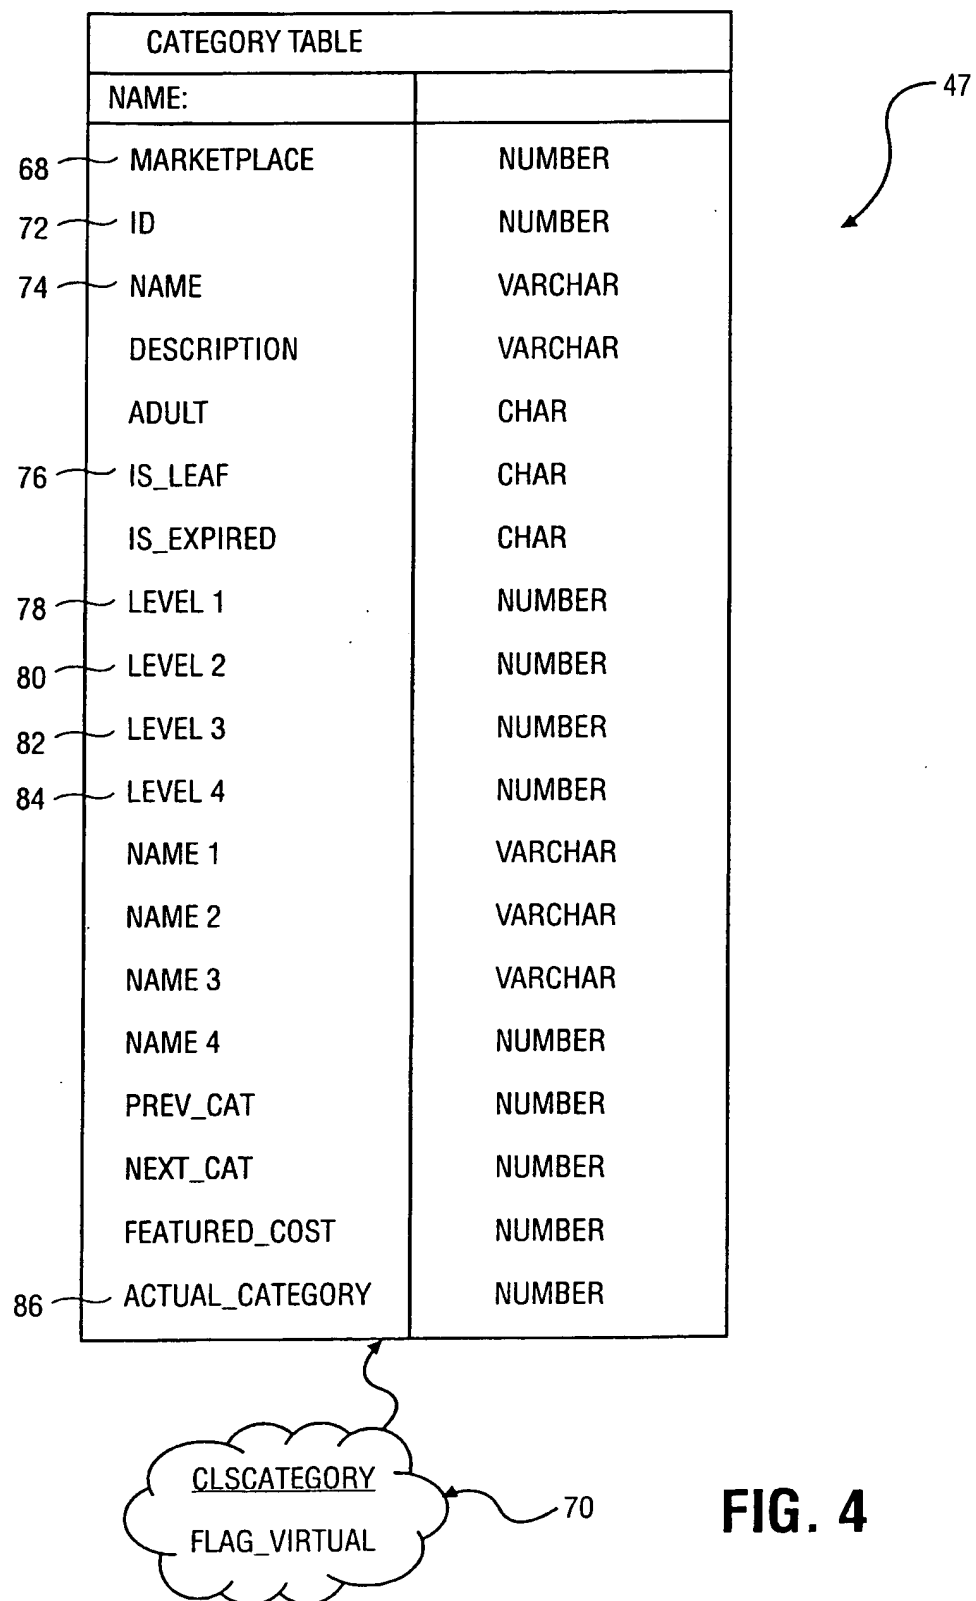 CATEGORY TABLE
NAME:
47
68 MARKETPLACE NUMBER
72 ID NUMBER
74 NAME VARCHAR
DESCRIPTION VARCHAR
ADULT CHAR
76 IS_LEAF CHAR
IS_EXPIRED CHAR
78 LEVEL 1 NUMBER
80 LEVEL 2 NUMBER
82 LEVEL 3 NUMBER
84 LEVEL 4 NUMBER
NAME 1 VARCHAR
NAME 2 VARCHAR
NAME 3 VARCHAR
NAME 4 NUMBER
PREV_CAT NUMBER
NEXT_CAT NUMBER
FEATURED_COST NUMBER
86 ACTUAL_CATEGORY NUMBER
CLSCATEGORY
FLAG_VIRTUAL
70
FIG. 4